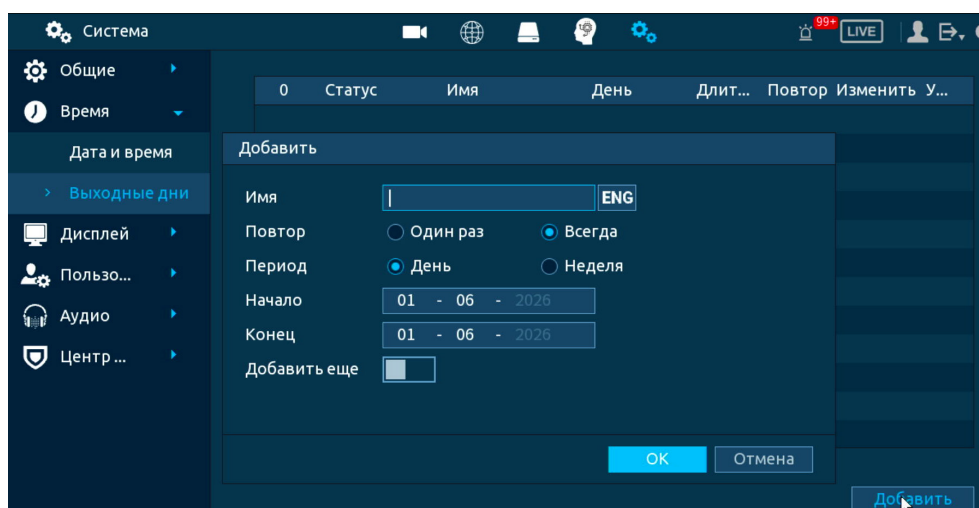 Система 99+ LIVE
Общие
0 Статус Имя День Длит... Повтор Изменить У...
Время
Дата и время
Добавить
Выходные дни
Имя ENG
Дисплей
Повтор Один раз Всегда
Пользо...
Период День Неделя
Начало 01 - 06 - 2026
Аудио
Конец 01 - 06 - 2026
Центр ...
Добавить еще
OK Отмена
Добавить